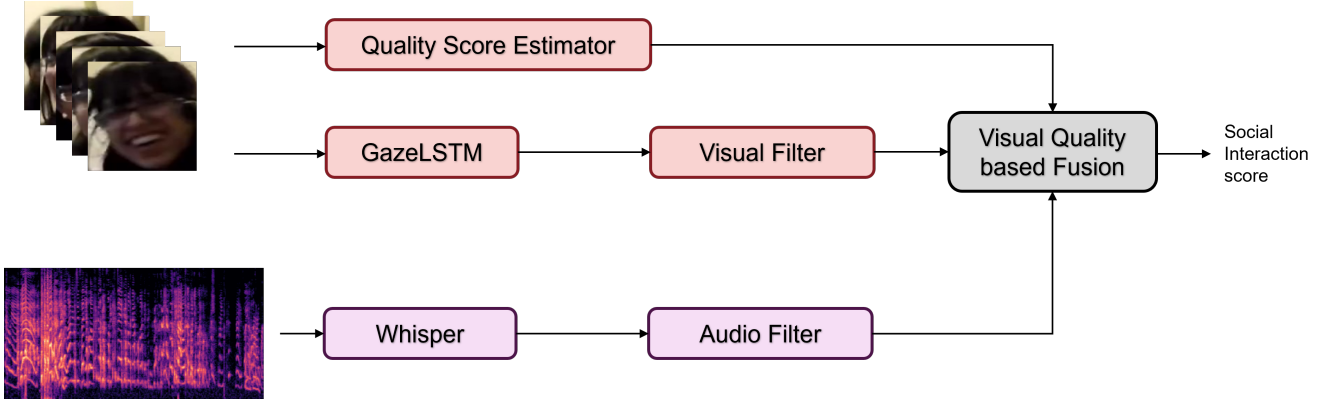 Quality Score Estimator
GazeLSTM
Visual Filter
Visual Quality
based Fusion
Social
Interaction
score
Whisper
Audio Filter